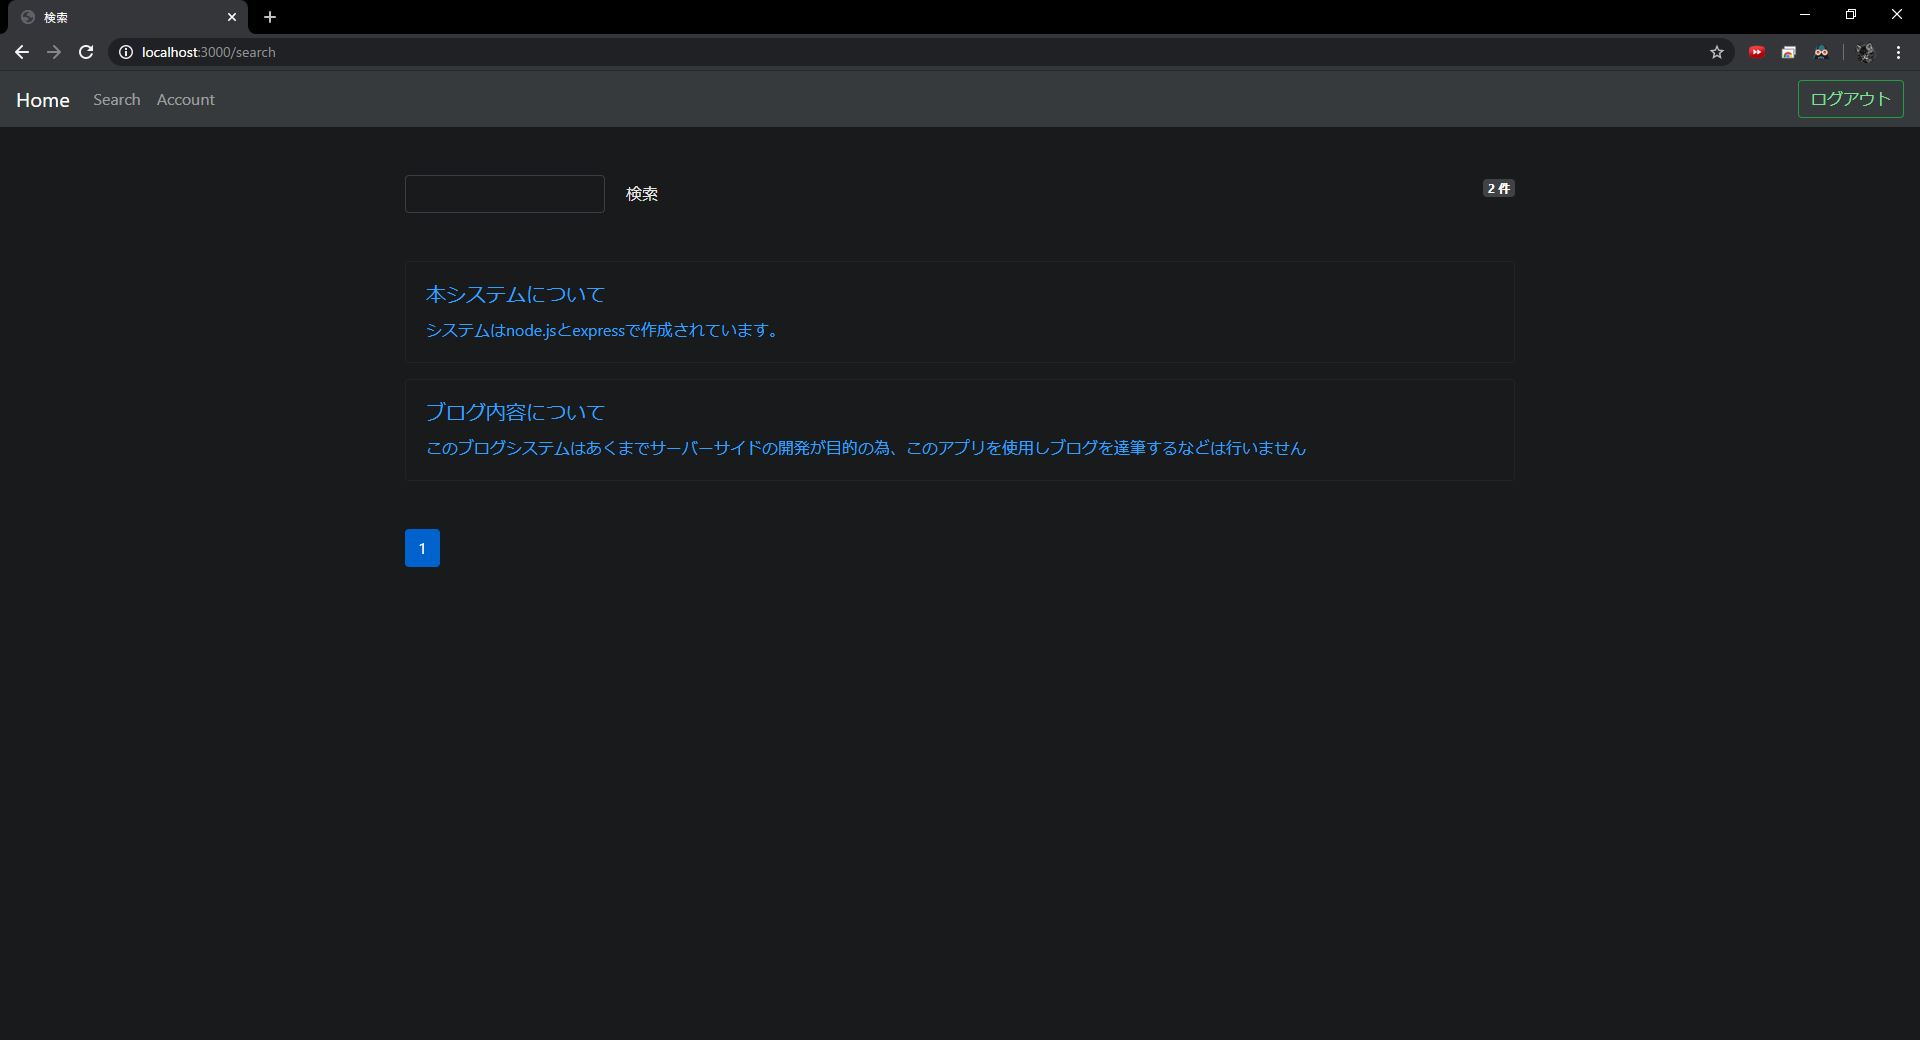 検索
localhost:3000/search
Home Search Account ログアウト
検索 2 件
本システムについて
システムはnode.jsとexpressで作成されています。
ブログ内容について
このブログシステムはあくまでサーバーサイドの開発が目的の為、このアプリを使用しブログを達筆するなどは行いません
1